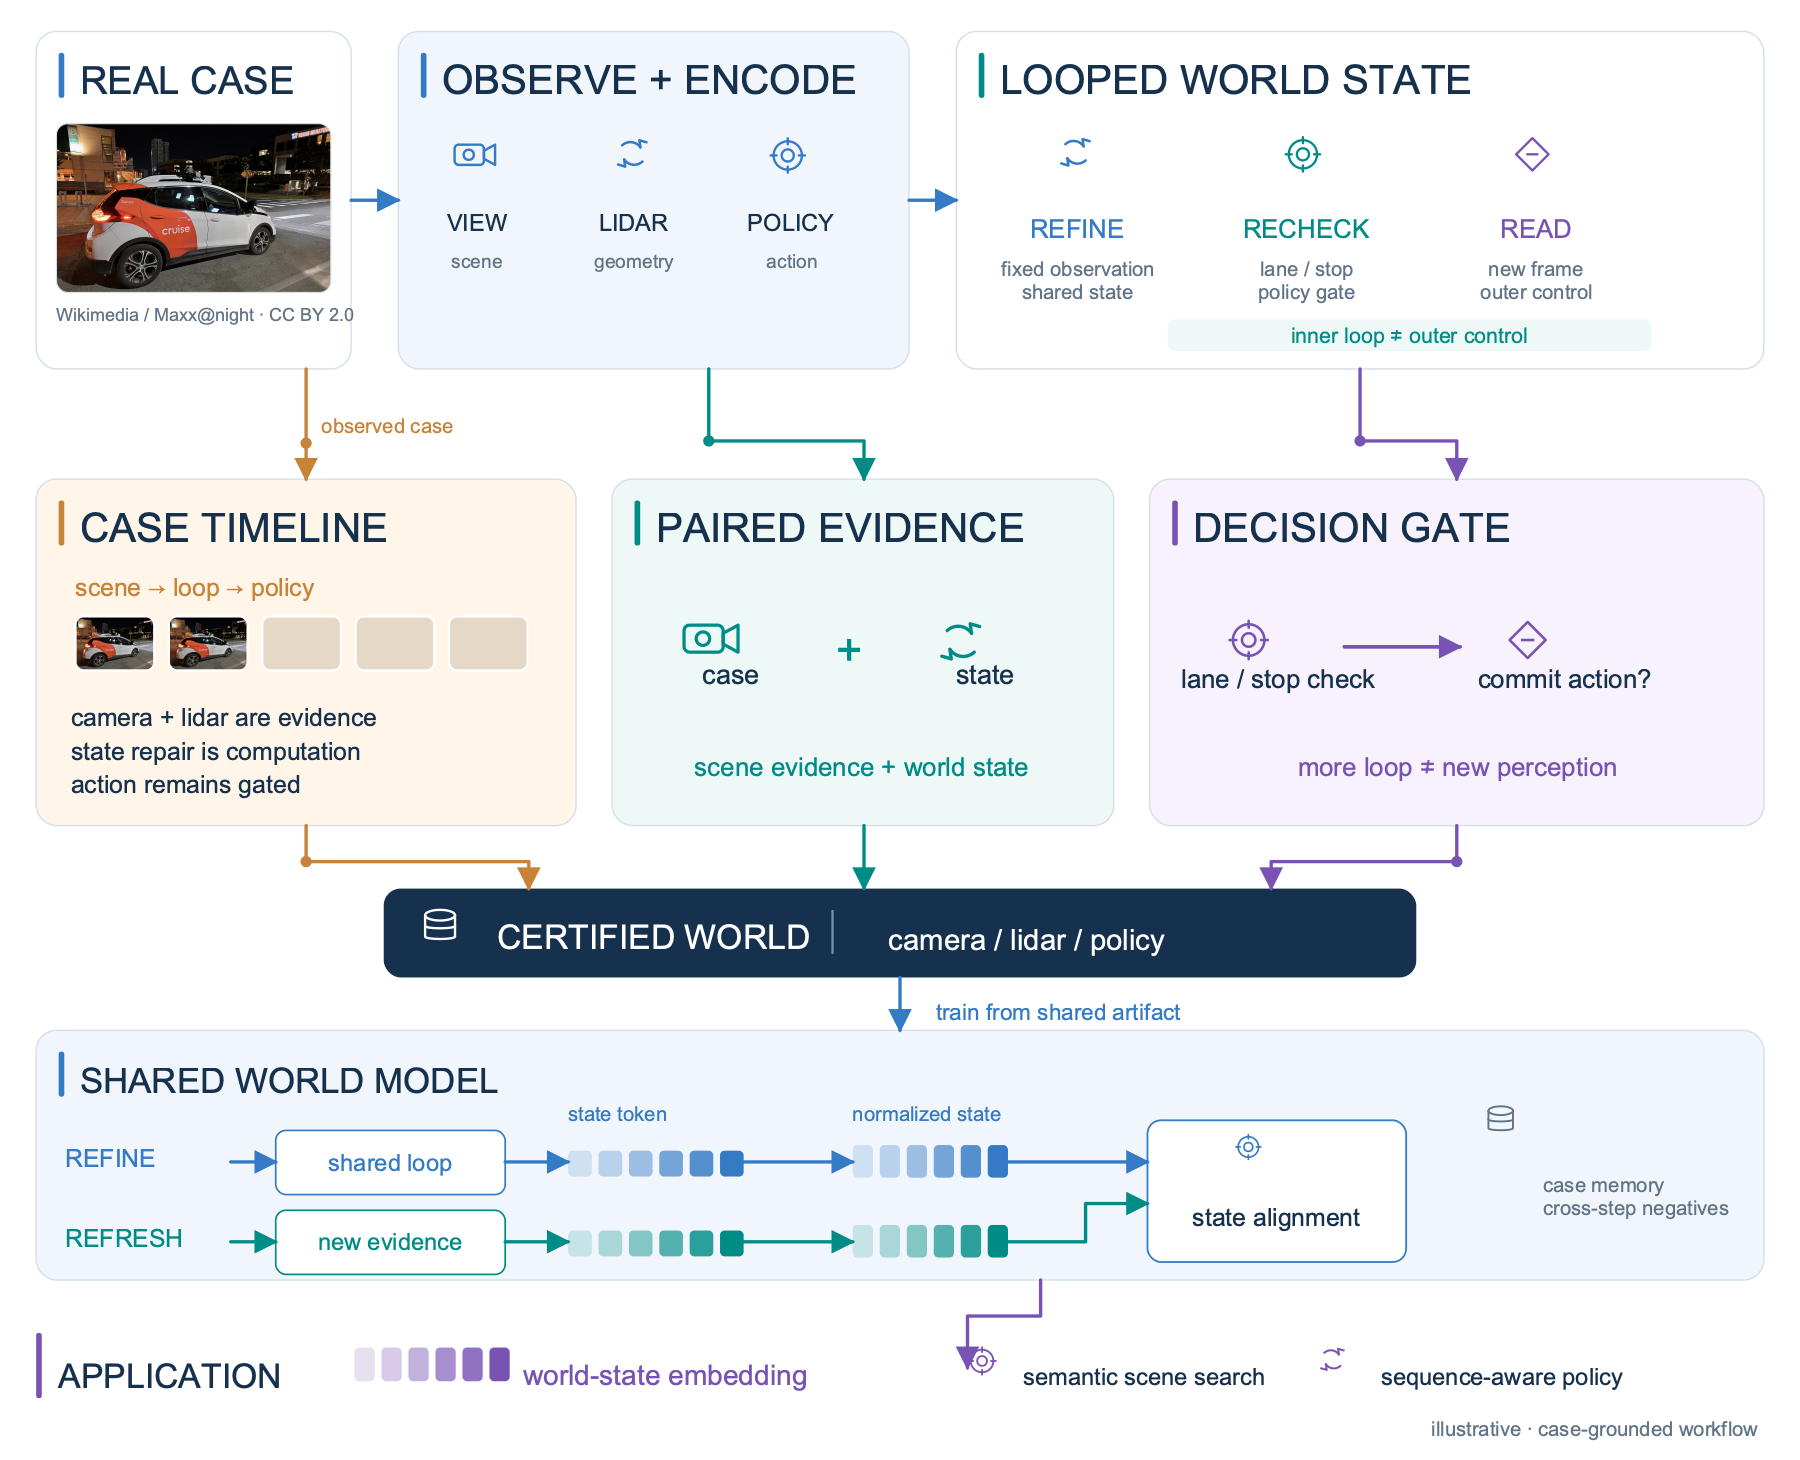 REAL CASE
cruise
Wikimedia / Maxx@night · CC BY 2.0
OBSERVE + ENCODE
VIEW
scene
LIDAR
geometry
POLICY
action
LOOPED WORLD STATE
REFINE
fixed observation
shared state
RECHECK
lane / stop
policy gate
READ
new frame
outer control
inner loop ≠ outer control
observed case
CASE TIMELINE
scene → loop → policy
camera + lidar are evidence
state repair is computation
action remains gated
PAIRED EVIDENCE
case
+
state
scene evidence + world state
DECISION GATE
lane / stop check
commit action?
more loop ≠ new perception
CERTIFIED WORLD
camera / lidar / policy
train from shared artifact
SHARED WORLD MODEL
state token
normalized state
REFINE
shared loop
REFRESH
new evidence
state alignment
case memory
cross-step negatives
APPLICATION
world-state embedding
semantic scene search
sequence-aware policy
illustrative · case-grounded workflow